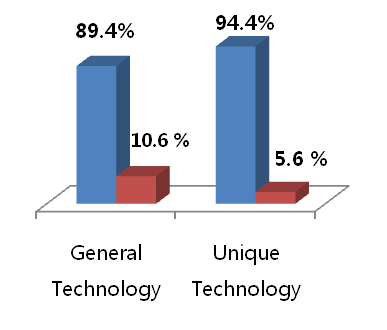 94.4%
89.4%
10.6 %
5.6 %
General
Technology
Unique
Technology